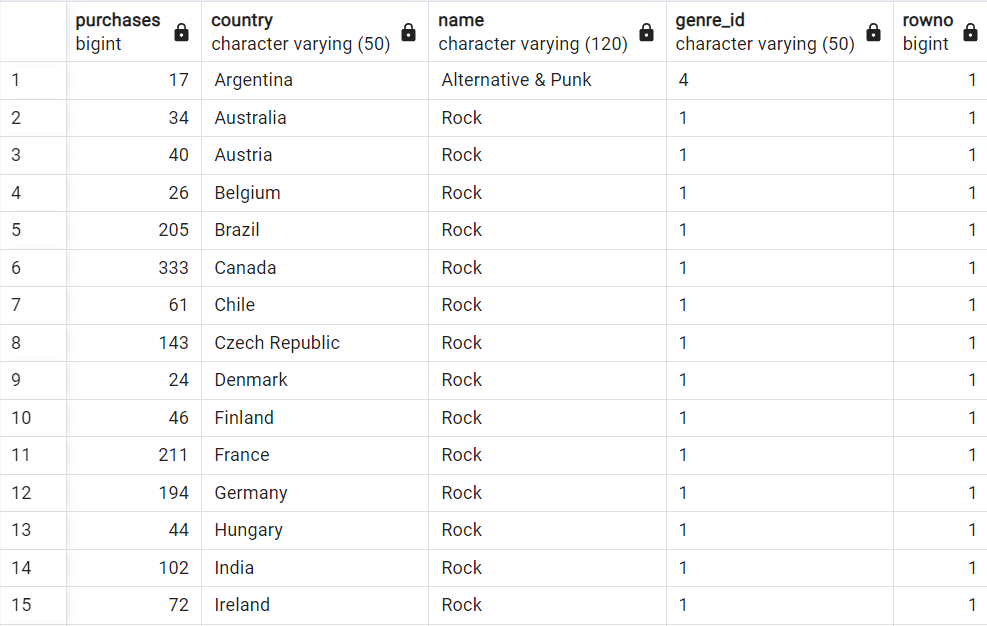 purchases country name genre_id rowno
bigint character varying (50) character varying (120) character varying (50) bigint
1 17 Argentina Alternative & Punk 4 1
2 34 Australia Rock 1 1
3 40 Austria Rock 1 1
4 26 Belgium Rock 1 1
5 205 Brazil Rock 1 1
6 333 Canada Rock 1 1
7 61 Chile Rock 1 1
8 143 Czech Republic Rock 1 1
9 24 Denmark Rock 1 1
10 46 Finland Rock 1 1
11 211 France Rock 1 1
12 194 Germany Rock 1 1
13 44 Hungary Rock 1 1
14 102 India Rock 1 1
15 72 Ireland Rock 1 1